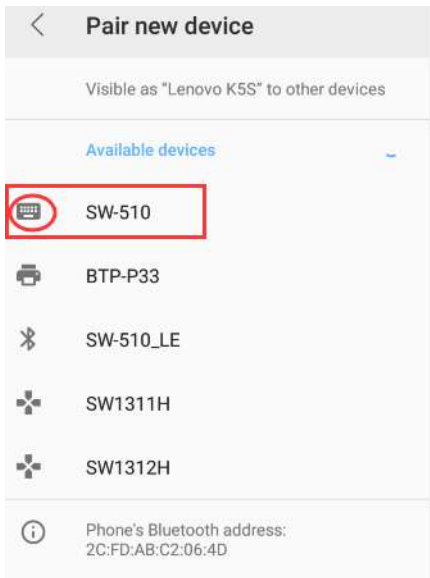 Pair new device
Visible as "Lenovo K5S" to other devices
Available devices
SW-510
BTP-P33
SW-510_LE
SW1311H
SW1312H
Phone's Bluetooth address:
2C:FD:AB:C2:06:4D